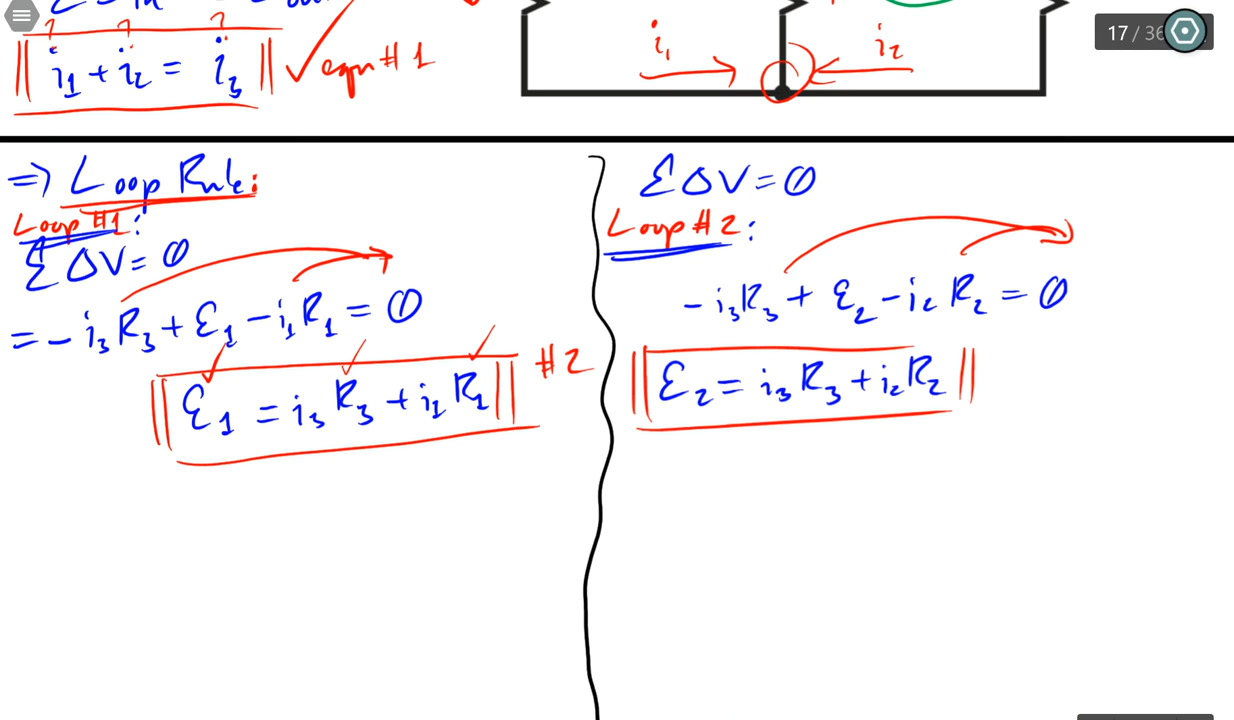 i₁ + i₂ = i₃ eqn #1
i₁
i₂
17 / 36
=> Loop Rule:
Loop #1:
ΣΔV = 0
= - i₃R₃ + ε₁ - i₁R₁ = 0
ε₁ = i₃R₃ + i₁R₁ #2
ΣΔV = 0
Loop #2:
- i₃R₃ + ε₂ - i₂R₂ = 0
ε₂ = i₃R₃ + i₂R₂